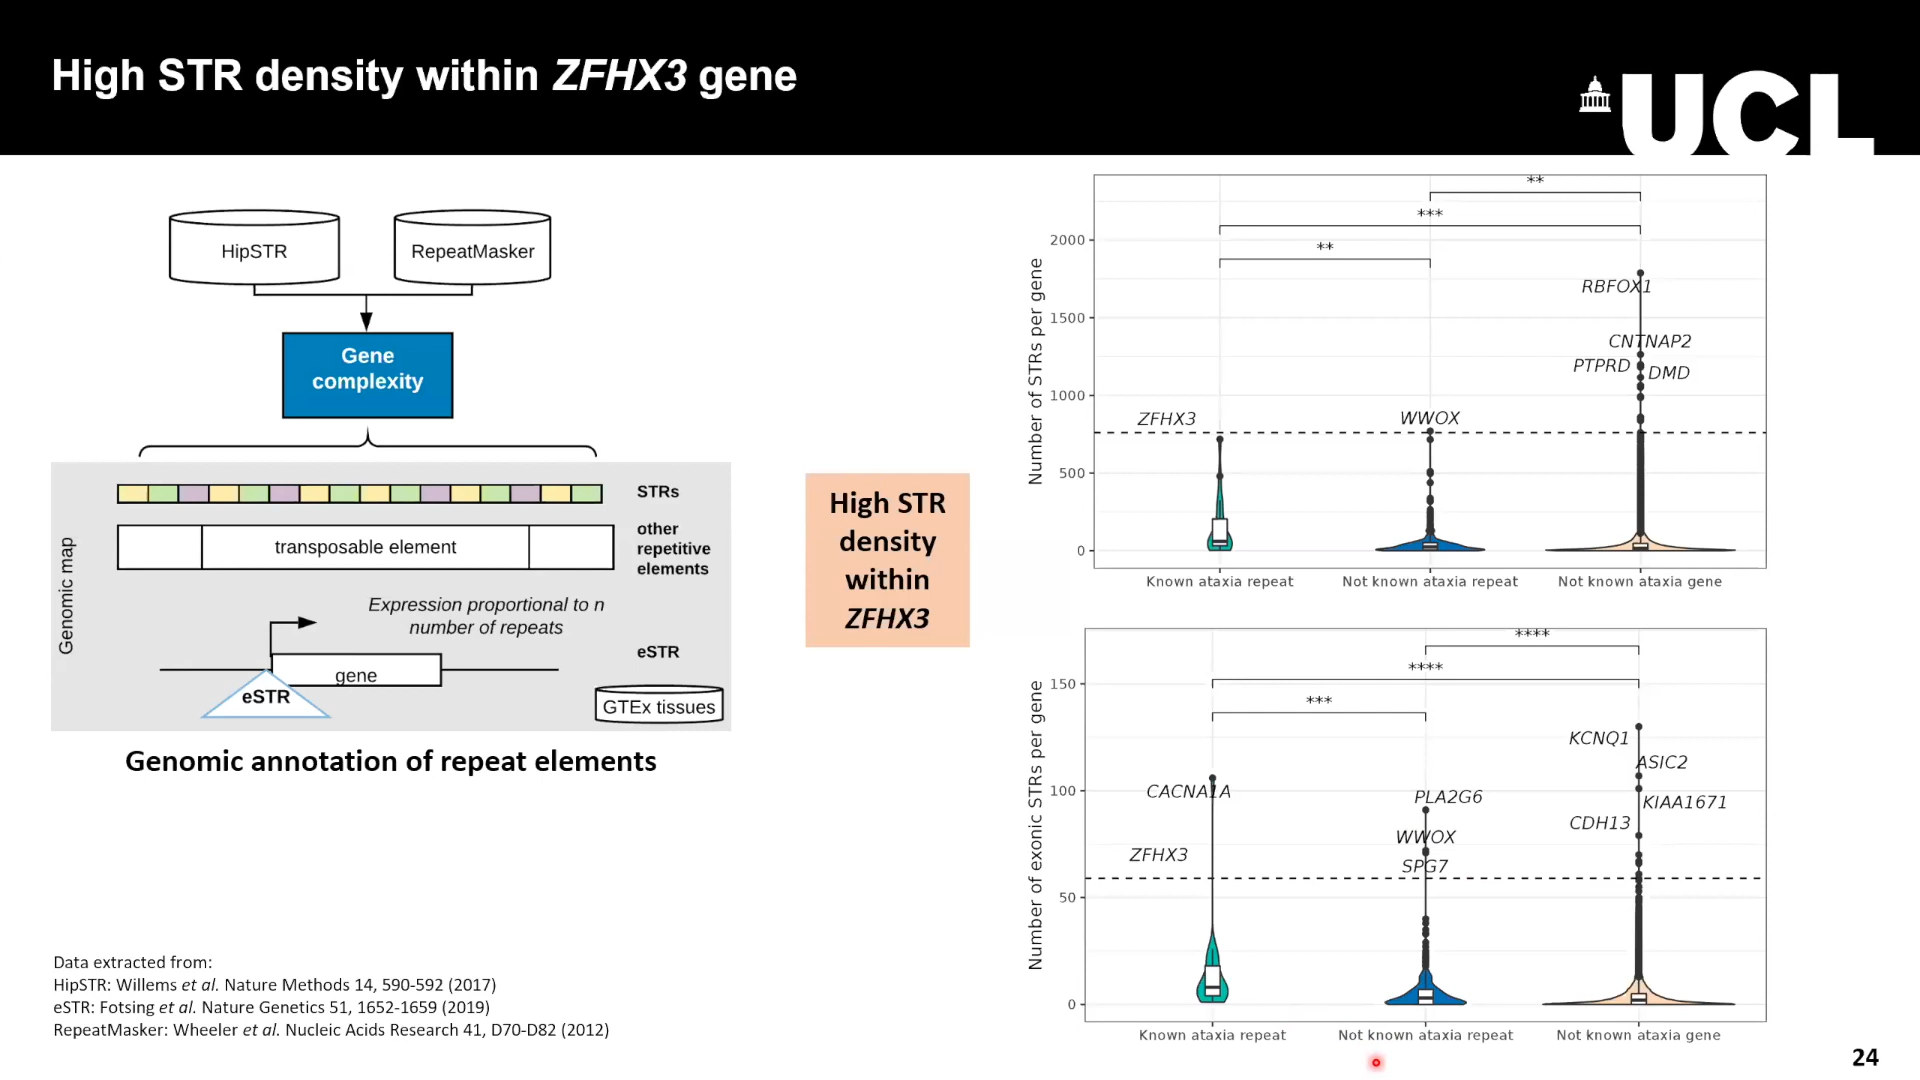 High STR density within ZFHX3 gene
UCL
HipSTR
RepeatMasker
Gene
complexity
Genomic map
STRs
transposable element
other
repetitive
elements
Expression proportional to n
number of repeats
eSTR
gene
eSTR
GTEx tissues
Genomic annotation of repeat elements
High STR
density
within
ZFHX3
Number of STRs per gene
2000
1500
1000
500
0
**
***
**
RBFOX1
CNTNAP2
PTPRD
DMD
ZFHX3
WWOX
Known ataxia repeat
Not known ataxia repeat
Not known ataxia gene
Number of exonic STRs per gene
150
100
50
0
****
****
***
KCNQ1
ASIC2
CACNA1A
PLA2G6
KIAA1671
CDH13
WWOX
ZFHX3
SPG7
Known ataxia repeat
Not known ataxia repeat
Not known ataxia gene
Data extracted from:
HipSTR: Willems et al. Nature Methods 14, 590-592 (2017)
eSTR: Fotsing et al. Nature Genetics 51, 1652-1659 (2019)
RepeatMasker: Wheeler et al. Nucleic Acids Research 41, D70-D82 (2012)
24